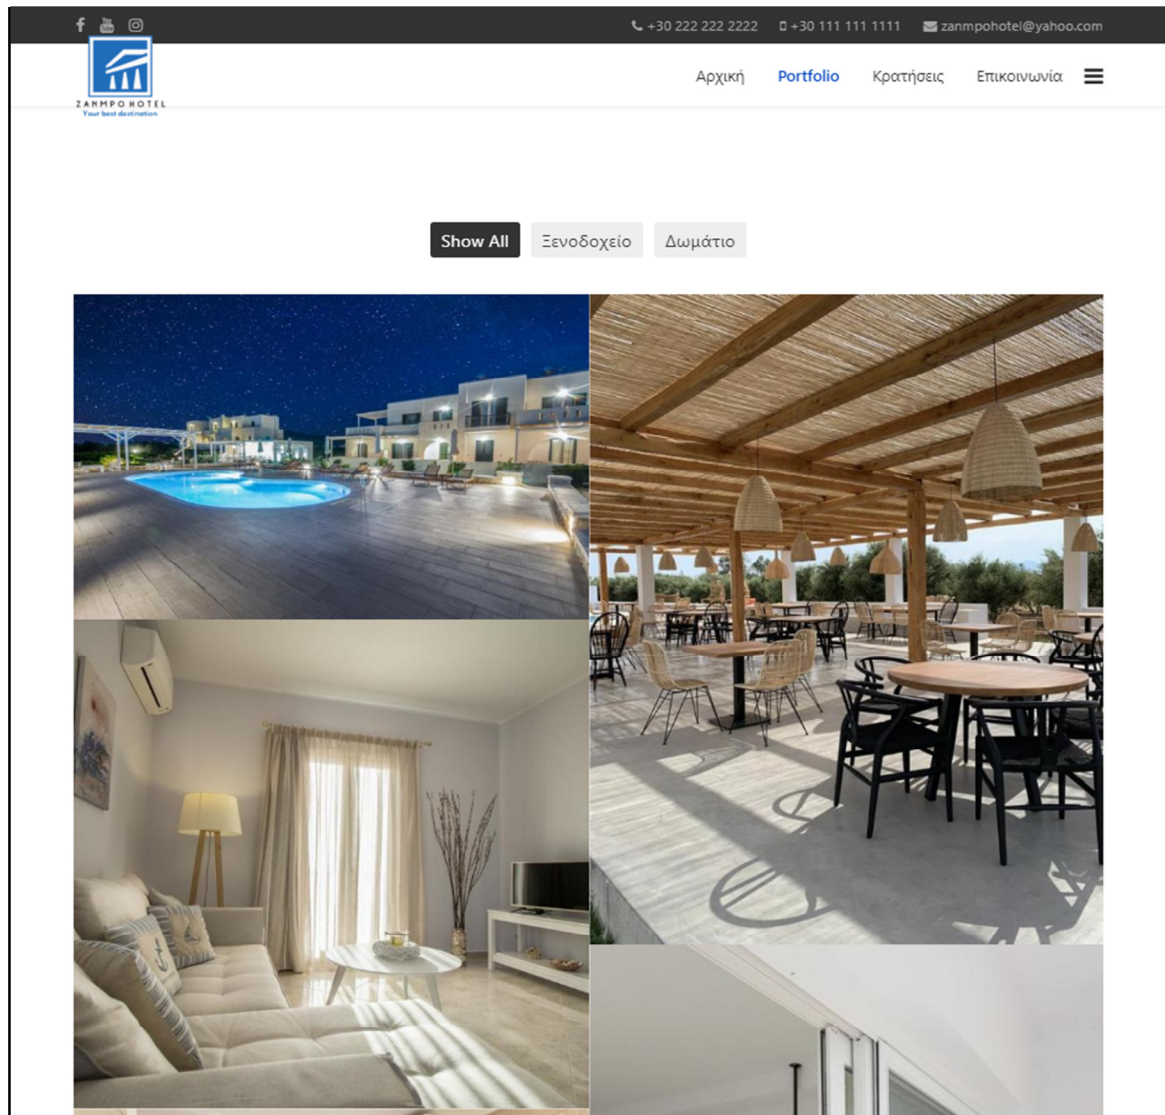 +30 222 222 2222 +30 111 111 1111 zanmpohotel@yahoo.com
ZANMPO HOTEL
Your best destination
Αρχική Portfolio Κρατήσεις Επικοινωνία
Show All Ξενοδοχείο Δωμάτιο